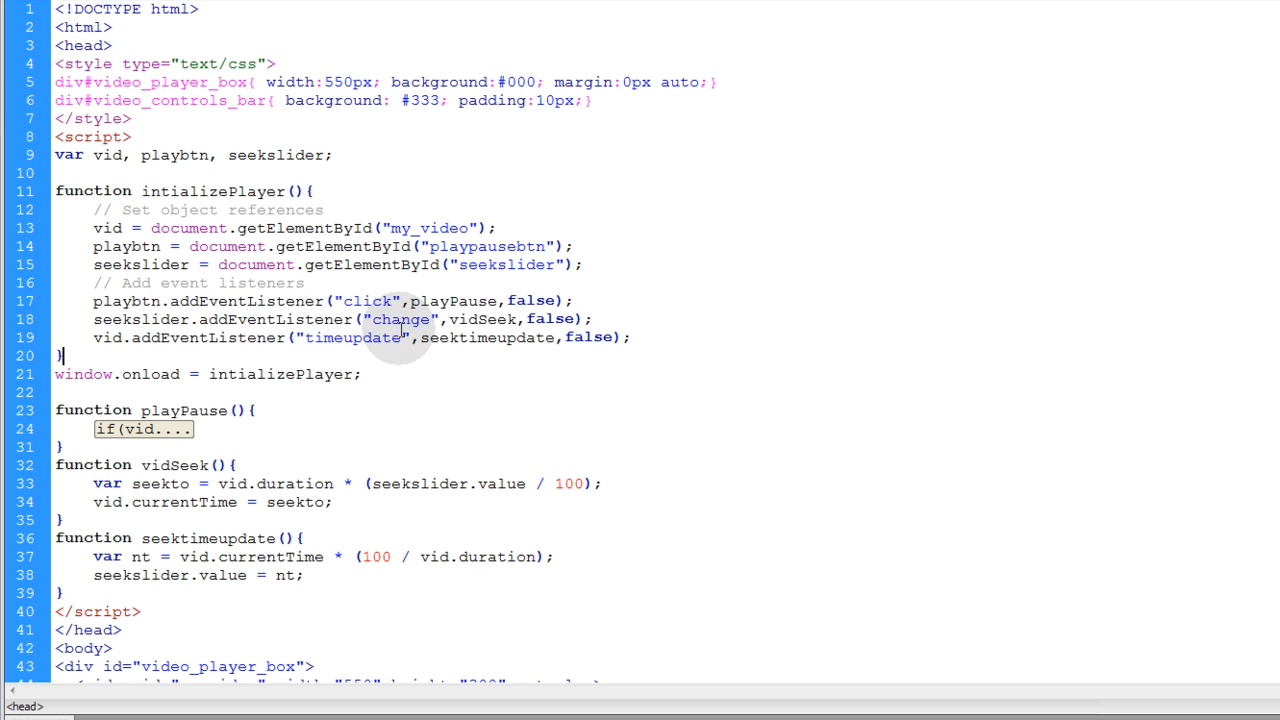 1 <!DOCTYPE html>
2 <html>
3 <head>
4 <style type="text/css">
5 div#video_player_box{ width:550px; background:#000; margin:0px auto;}
6 div#video_controls_bar{ background: #333; padding:10px;}
7 </style>
8 <script>
9 var vid, playbtn, seekslider;
10
11 function intializePlayer(){
12 // Set object references
13 vid = document.getElementById("my_video");
14 playbtn = document.getElementById("playpausebtn");
15 seekslider = document.getElementById("seekslider");
16 // Add event listeners
17 playbtn.addEventListener("click",playPause,false);
18 seekslider.addEventListener("change",vidSeek,false);
19 vid.addEventListener("timeupdate",seektimeupdate,false);
20 }
21 window.onload = intializePlayer;
22
23 function playPause(){
24 if(vid....
31 }
32 function vidSeek(){
33 var seekto = vid.duration * (seekslider.value / 100);
34 vid.currentTime = seekto;
35 }
36 function seektimeupdate(){
37 var nt = vid.currentTime * (100 / vid.duration);
38 seekslider.value = nt;
39 }
40 </script>
41 </head>
42 <body>
43 <div id="video_player_box">
<head>